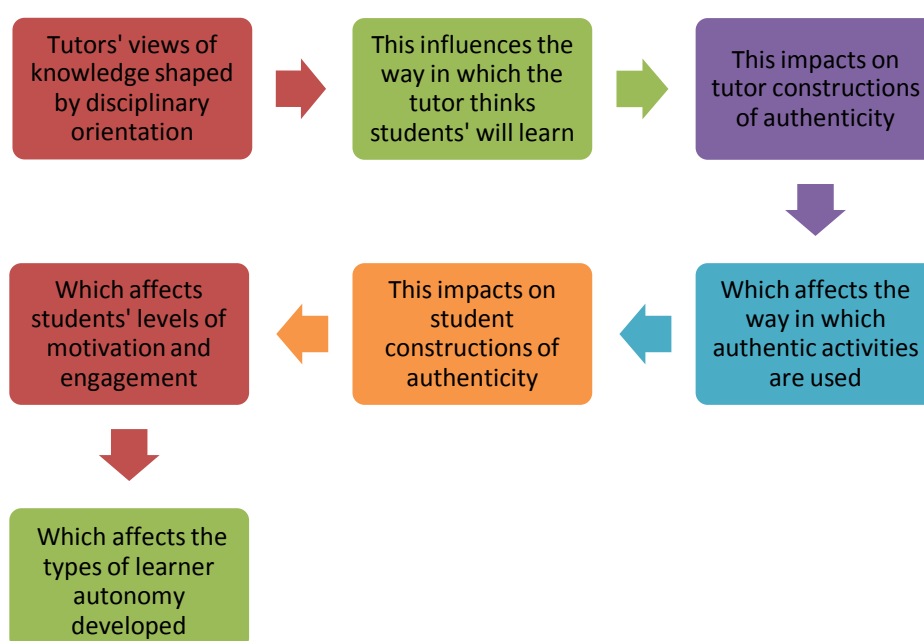 Tutors' views of
knowledge shaped
by disciplinary
orientation
This influences the
way in which the
tutor thinks
students' will learn
This impacts on
tutor constructions
of authenticity
Which affects the
way in which
authentic activities
are used
This impacts on
student
constructions of
authenticity
Which affects
students' levels of
motivation and
engagement
Which affects the
types of learner
autonomy
developed